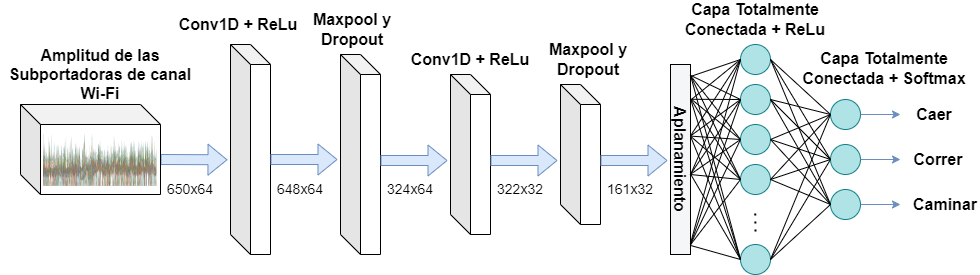 Amplitud de las
Subportadoras de canal
Wi-Fi
650x64
Conv1D + ReLu
648x64
Maxpool y
Dropout
324x64
Conv1D + ReLu
322x32
Maxpool y
Dropout
161x32
Aplanamiento
Capa Totalmente
Conectada + ReLu
Capa Totalmente
Conectada + Softmax
Caer
Correr
Caminar